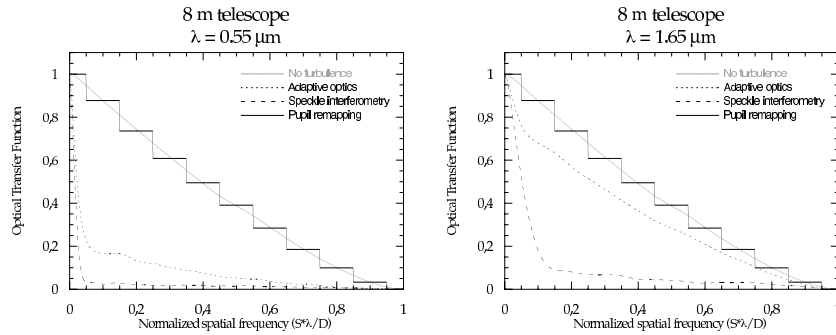 8 m telescope
λ = 0.55 μm
No turbulence
Adaptive optics
Speckle interferometry
Pupil remapping
Optical Transfer Function
1
0,8
0,6
0,4
0,2
0
0
0,2
0,4
0,6
0,8
1
Normalized spatial frequency (S*λ/D)
8 m telescope
λ = 1.65 μm
No turbulence
Adaptive optics
Speckle interferometry
Pupil remapping
Optical Transfer Function
1
0,8
0,6
0,4
0,2
0
0
0,2
0,4
0,6
0,8
Normalized spatial frequency (S*λ/D)